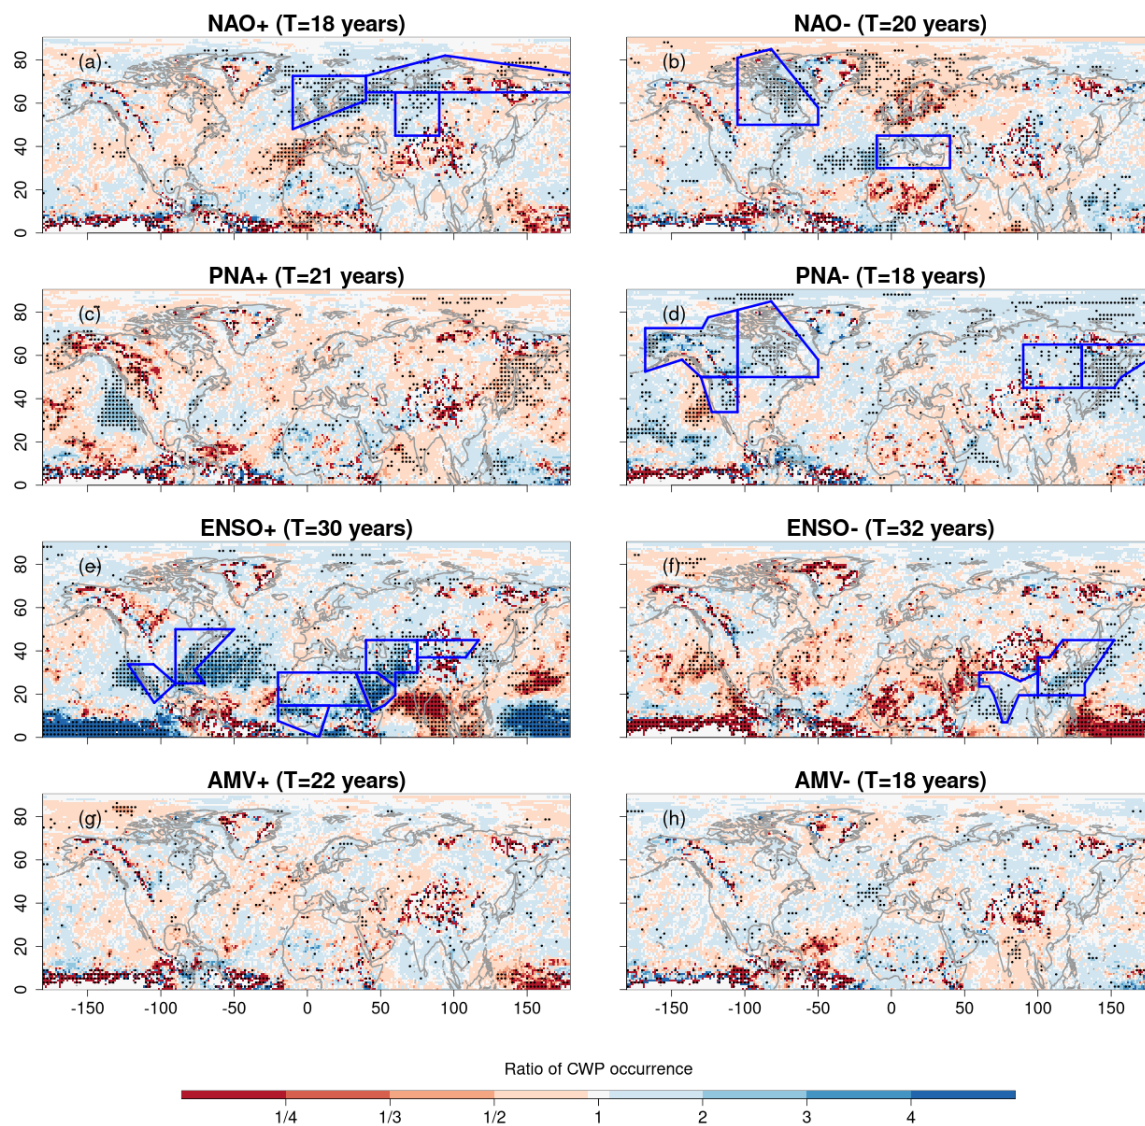 NAO+ (T=18 years) NAO- (T=20 years)
(a) (b)
80
60
40
20
0
PNA+ (T=21 years) PNA- (T=18 years)
(c) (d)
80
60
40
20
0
ENSO+ (T=30 years) ENSO- (T=32 years)
(e) (f)
80
60
40
20
0
AMV+ (T=22 years) AMV- (T=18 years)
(g) (h)
80
60
40
20
0
-150 -100 -50 0 50 100 150 -150 -100 -50 0 50 100 150
Ratio of CWP occurrence
1/4 1/3 1/2 1 2 3 4